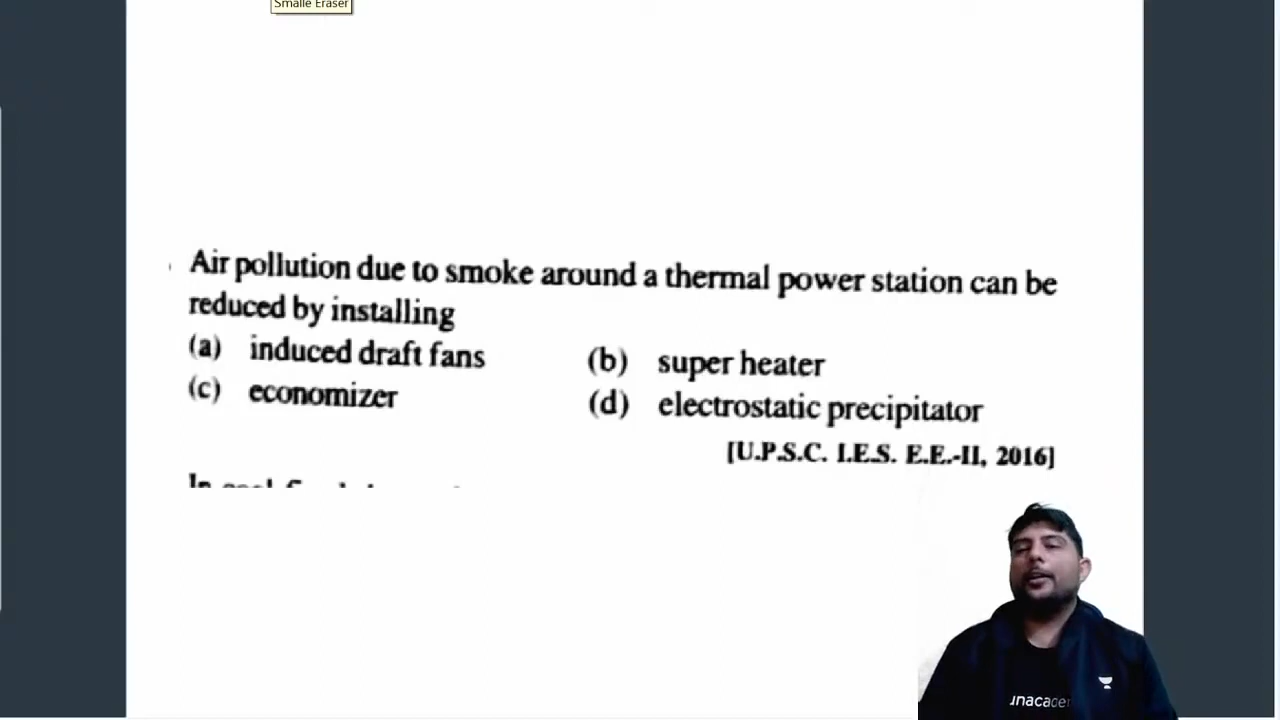 Smalle Eraser
Air pollution due to smoke around a thermal power station can be
reduced by installing
(a) induced draft fans (b) super heater
(c) economizer (d) electrostatic precipitator
[U.P.S.C. I.E.S. E.E.-II, 2016]
In